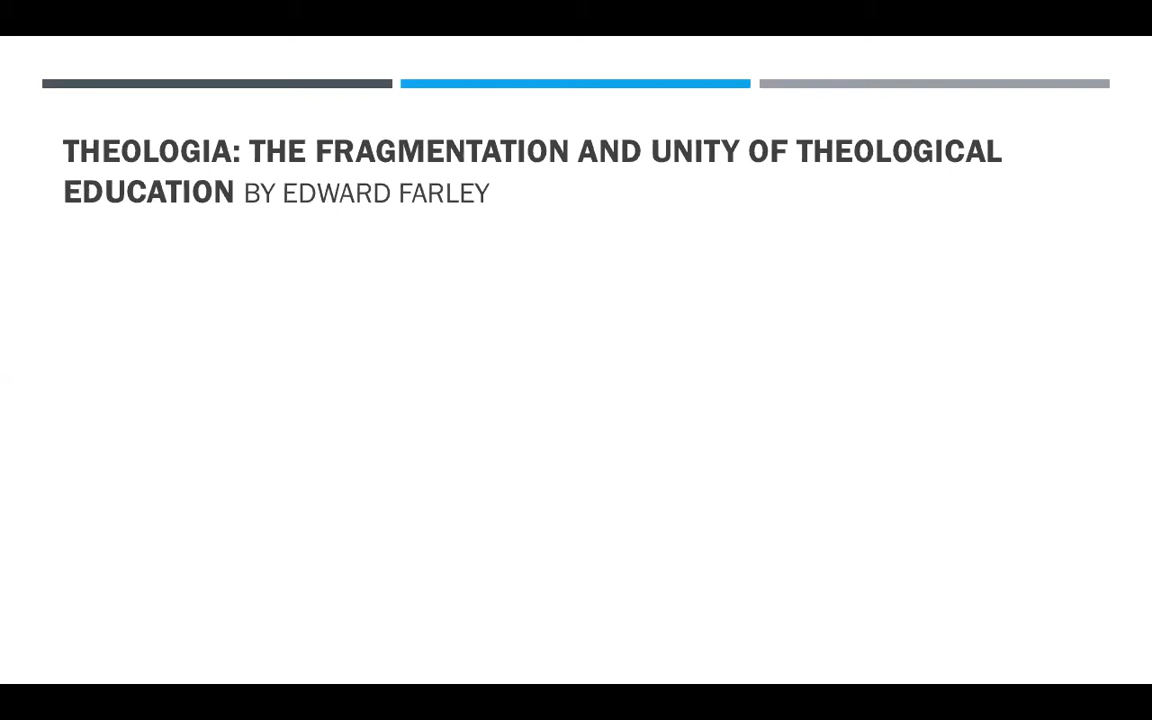 THEOLOGIA: THE FRAGMENTATION AND UNITY OF THEOLOGICAL
EDUCATION BY EDWARD FARLEY